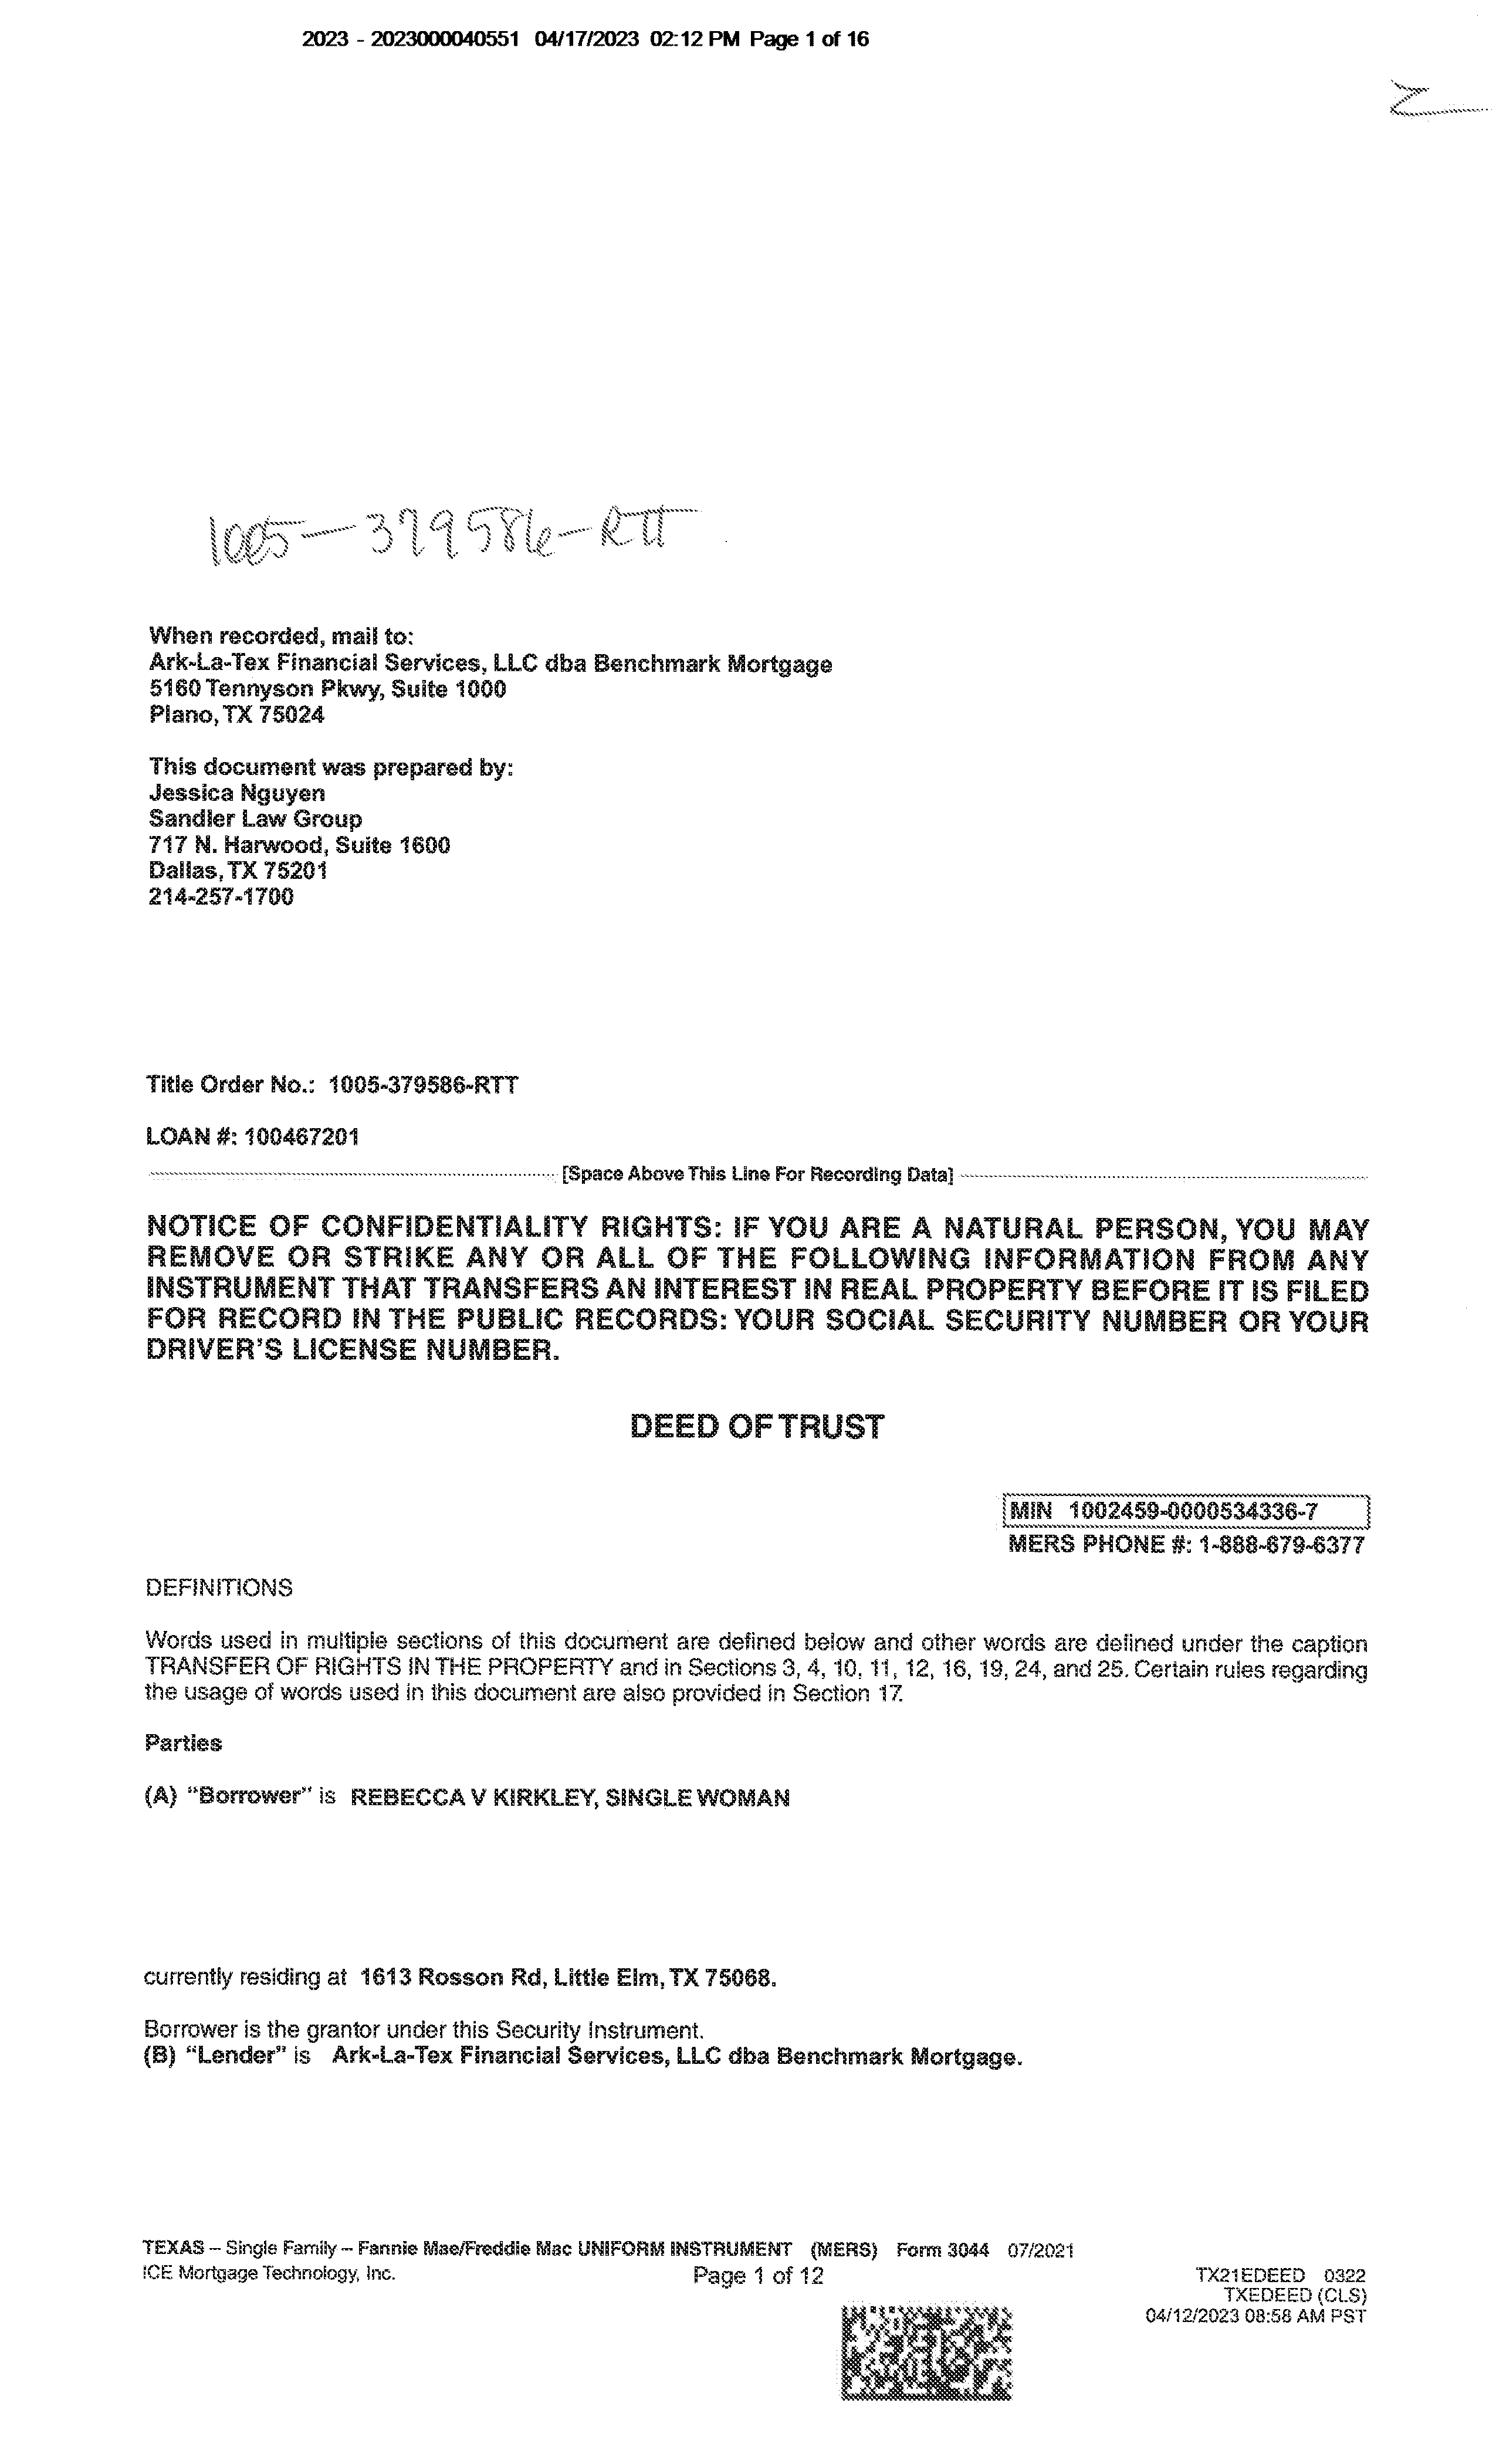 2023 - 2023000040551 04/17/2023 02:12 PM Page 1 of 16
1005-379586-RTT
When recorded, mail to:
Ark-La-Tex Financial Services, LLC dba Benchmark Mortgage
5160 Tennyson Pkwy, Suite 1000
Plano, TX 75024
This document was prepared by:
Jessica Nguyen
Sandler Law Group
717 N. Harwood, Suite 1600
Dallas, TX 75201
214-257-1700
Title Order No.: 1005-379586-RTT
LOAN #: 100467201
[Space Above This Line For Recording Data]
NOTICE OF CONFIDENTIALITY RIGHTS: IF YOU ARE A NATURAL PERSON, YOU MAY
REMOVE OR STRIKE ANY OR ALL OF THE FOLLOWING INFORMATION FROM ANY
INSTRUMENT THAT TRANSFERS AN INTEREST IN REAL PROPERTY BEFORE IT IS FILED
FOR RECORD IN THE PUBLIC RECORDS: YOUR SOCIAL SECURITY NUMBER OR YOUR
DRIVER'S LICENSE NUMBER.
DEED OF TRUST
MIN 1002459-0000534336-7
MERS PHONE #: 1-888-679-6377
DEFINITIONS
Words used in multiple sections of this document are defined below and other words are defined under the caption
TRANSFER OF RIGHTS IN THE PROPERTY and in Sections 3, 4, 10, 11, 12, 16, 19, 24, and 25. Certain rules regarding
the usage of words used in this document are also provided in Section 17.
Parties
(A) "Borrower" is REBECCA V KIRKLEY, SINGLE WOMAN
currently residing at 1613 Rosson Rd, Little Elm, TX 75068.
Borrower is the grantor under this Security Instrument.
(B) "Lender" is Ark-La-Tex Financial Services, LLC dba Benchmark Mortgage.
TEXAS – Single Family – Fannie Mae/Freddie Mac UNIFORM INSTRUMENT (MERS) Form 3044 07/2021
ICE Mortgage Technology, Inc. Page 1 of 12 TX21EDEED 0322
TXEDEED (CLS)
04/12/2023 08:58 AM PST